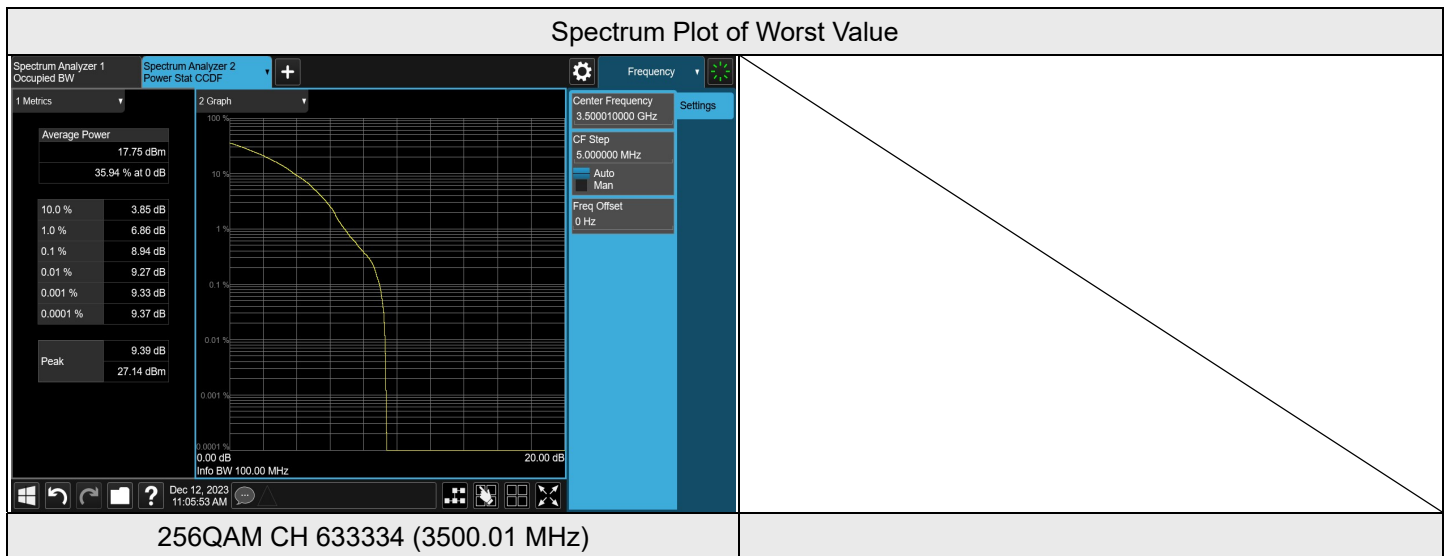 Spectrum Plot of Worst Value
Spectrum Analyzer 1
Occupied BW
Spectrum Analyzer 2
Power Stat CCDF
+
Frequency
1 Metrics
2 Graph
Center Frequency
3.500010000 GHz
Settings
CF Step
5.000000 MHz
Auto
Man
Freq Offset
0 Hz
Average Power
17.75 dBm
35.94 % at 0 dB
10.0 % 3.85 dB
1.0 % 6.86 dB
0.1 % 8.94 dB
0.01 % 9.27 dB
0.001 % 9.33 dB
0.0001 % 9.37 dB
Peak
9.39 dB
27.14 dBm
100 %
10 %
1 %
0.1 %
0.01 %
0.001 %
0.0001 %
0.00 dB 20.00 dB
Info BW 100.00 MHz
?
Dec 12, 2023
11:05:53 AM
256QAM CH 633334 (3500.01 MHz)